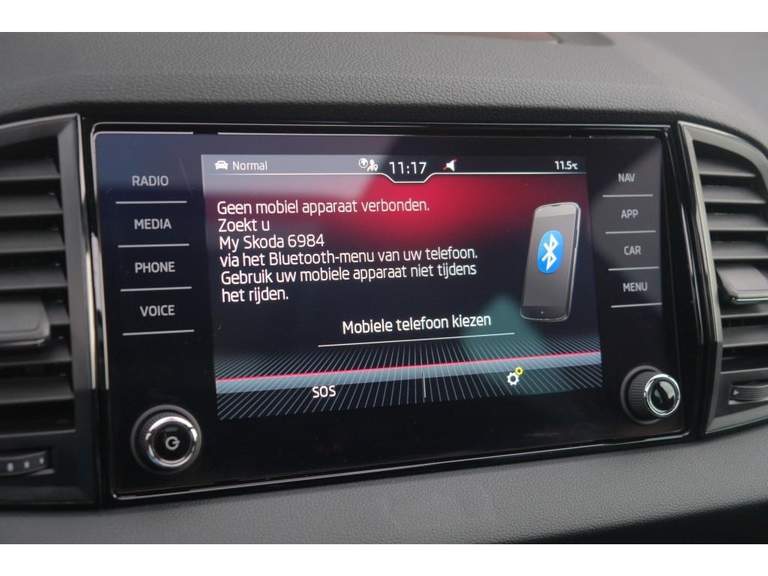 Normal
11:17
11.5°C
RADIO
MEDIA
PHONE
VOICE
Geen mobiel apparaat verbonden.
Zoekt u
My Skoda 6984
via het Bluetooth-menu van uw telefoon.
Gebruik uw mobiele apparaat niet tijdens
het rijden.
Mobiele telefoon kiezen
SOS
NAV
APP
CAR
MENU